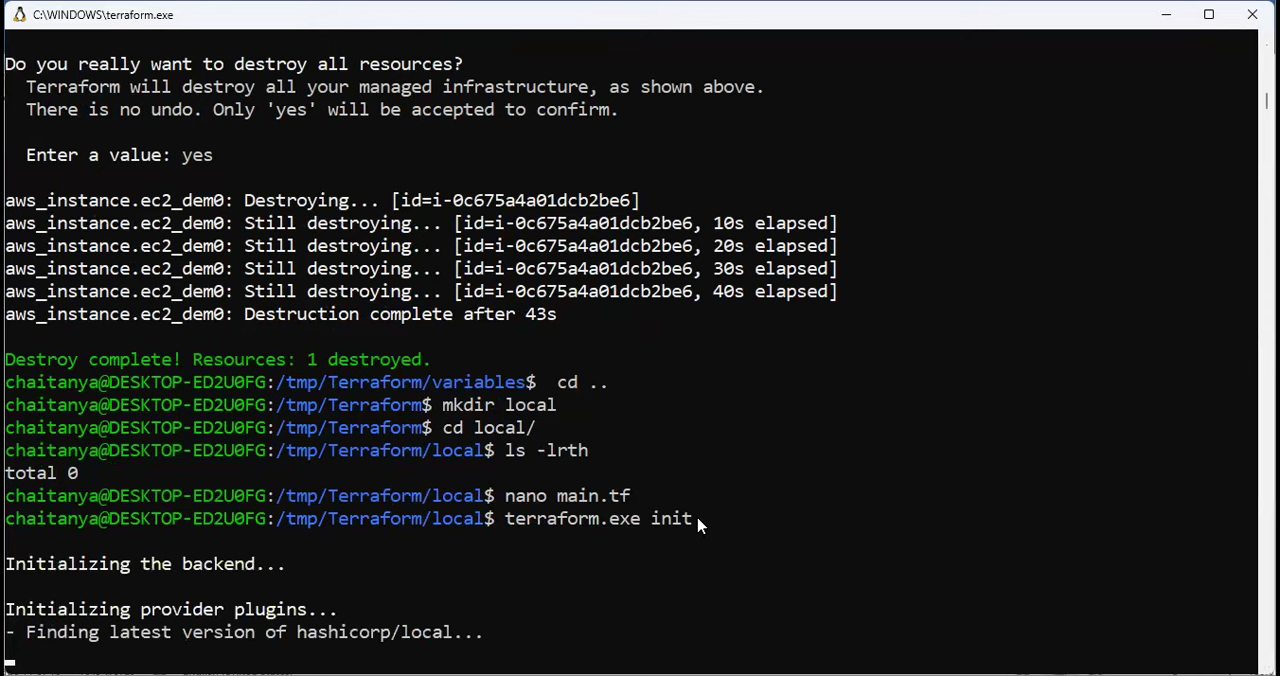 C:\WINDOWS\terraform.exe
Do you really want to destroy all resources?
Terraform will destroy all your managed infrastructure, as shown above.
There is no undo. Only 'yes' will be accepted to confirm.
Enter a value: yes
aws_instance.ec2_dem0: Destroying... [id=i-0c675a4a01dcb2be6]
aws_instance.ec2_dem0: Still destroying... [id=i-0c675a4a01dcb2be6, 10s elapsed]
aws_instance.ec2_dem0: Still destroying... [id=i-0c675a4a01dcb2be6, 20s elapsed]
aws_instance.ec2_dem0: Still destroying... [id=i-0c675a4a01dcb2be6, 30s elapsed]
aws_instance.ec2_dem0: Still destroying... [id=i-0c675a4a01dcb2be6, 40s elapsed]
aws_instance.ec2_dem0: Destruction complete after 43s
Destroy complete! Resources: 1 destroyed.
chaitanya@DESKTOP-ED2U0FG:/tmp/Terraform/variables$  cd ..
chaitanya@DESKTOP-ED2U0FG:/tmp/Terraform$ mkdir local
chaitanya@DESKTOP-ED2U0FG:/tmp/Terraform$ cd local/
chaitanya@DESKTOP-ED2U0FG:/tmp/Terraform/local$ ls -lrth
total 0
chaitanya@DESKTOP-ED2U0FG:/tmp/Terraform/local$ nano main.tf
chaitanya@DESKTOP-ED2U0FG:/tmp/Terraform/local$ terraform.exe init
Initializing the backend...
Initializing provider plugins...
- Finding latest version of hashicorp/local...